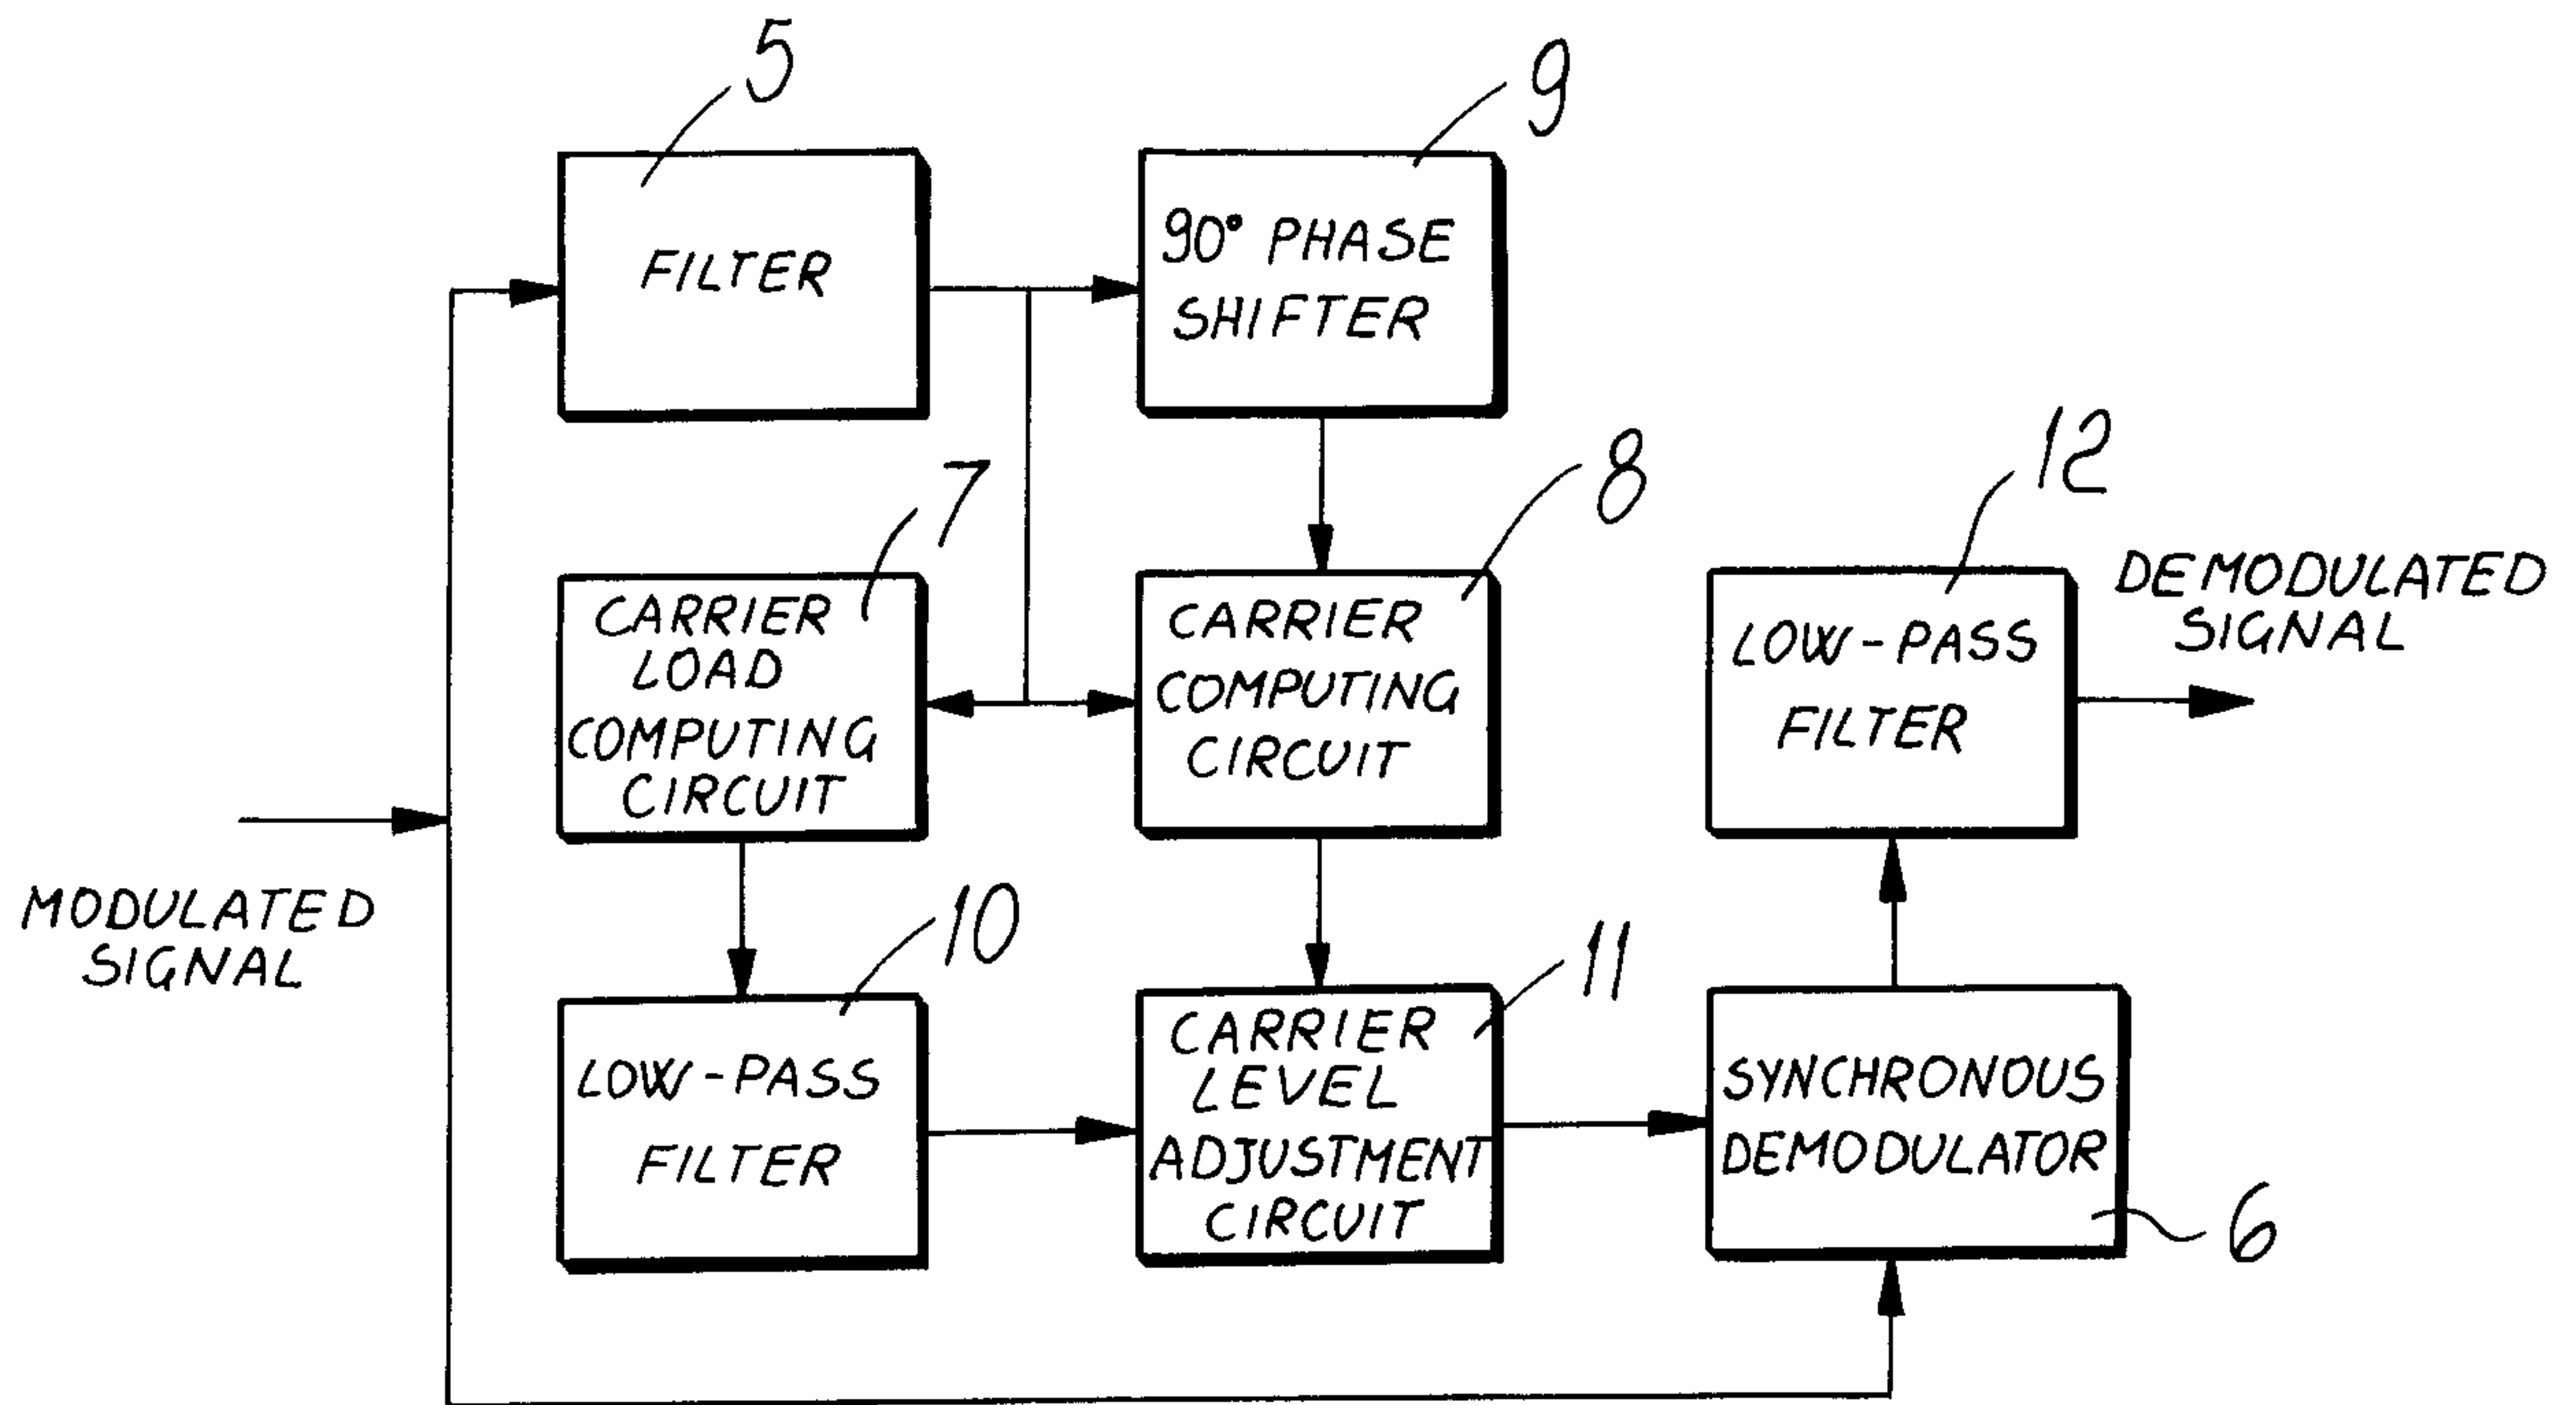 5
9
FILTER
90° PHASE
SHIFTER
7
8
12
CARRIER
LOAD
COMPUTING
CIRCUIT
CARRIER
COMPUTING
CIRCUIT
LOW-PASS
FILTER
DEMODULATED
SIGNAL
MODULATED
SIGNAL
10
11
LOW-PASS
FILTER
CARRIER
LEVEL
ADJUSTMENT
CIRCUIT
SYNCHRONOUS
DEMODULATOR
6